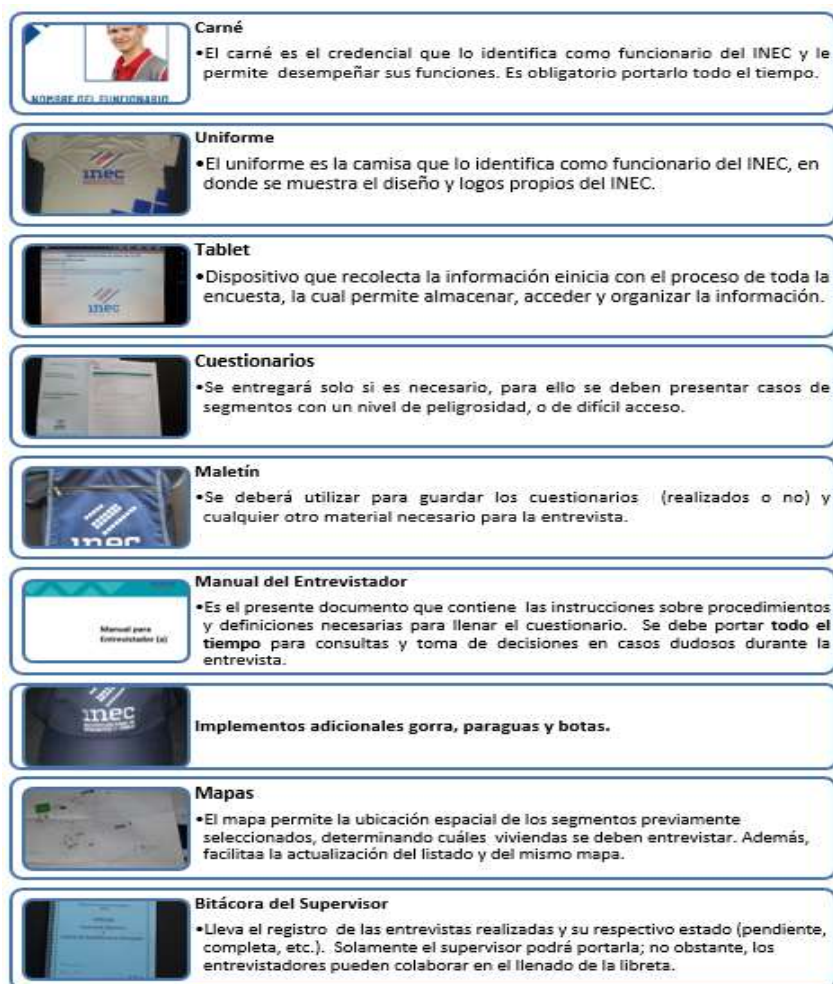 Carné
•El carné es el credencial que lo identifica como funcionario del INEC y le
permite desempeñar sus funciones. Es obligatorio portarlo todo el tiempo.
NOMBRE DEL FUNCIONARIO
Uniforme
•El uniforme es la camisa que lo identifica como funcionario del INEC, en
donde se muestra el diseño y logos propios del INEC.
inec
Tablet
•Dispositivo que recolecta la información einicia con el proceso de toda la
encuesta, la cual permite almacenar, acceder y organizar la información.
inec
Cuestionarios
•Se entregará solo si es necesario, para ello se deben presentar casos de
segmentos con un nivel de peligrosidad, o de difícil acceso.
Maletín
•Se deberá utilizar para guardar los cuestionarios (realizados o no) y
cualquier otro material necesario para la entrevista.
inec
Manual del Entrevistador
•Es el presente documento que contiene las instrucciones sobre procedimientos
y definiciones necesarias para llenar el cuestionario. Se debe portar todo el
tiempo para consultas y toma de decisiones en casos dudosos durante la
entrevista.
Manual para
Entrevistador (a)
inec
Implementos adicionales gorra, paraguas y botas.
Mapas
•El mapa permite la ubicación espacial de los segmentos previamente
seleccionados, determinando cuáles viviendas se deben entrevistar. Además,
facilitaa la actualización del listado y del mismo mapa.
Bitácora del Supervisor
•Lleva el registro de las entrevistas realizadas y su respectivo estado (pendiente,
completa, etc.). Solamente el supervisor podrá portarla; no obstante, los
entrevistadores pueden colaborar en el llenado de la libreta.